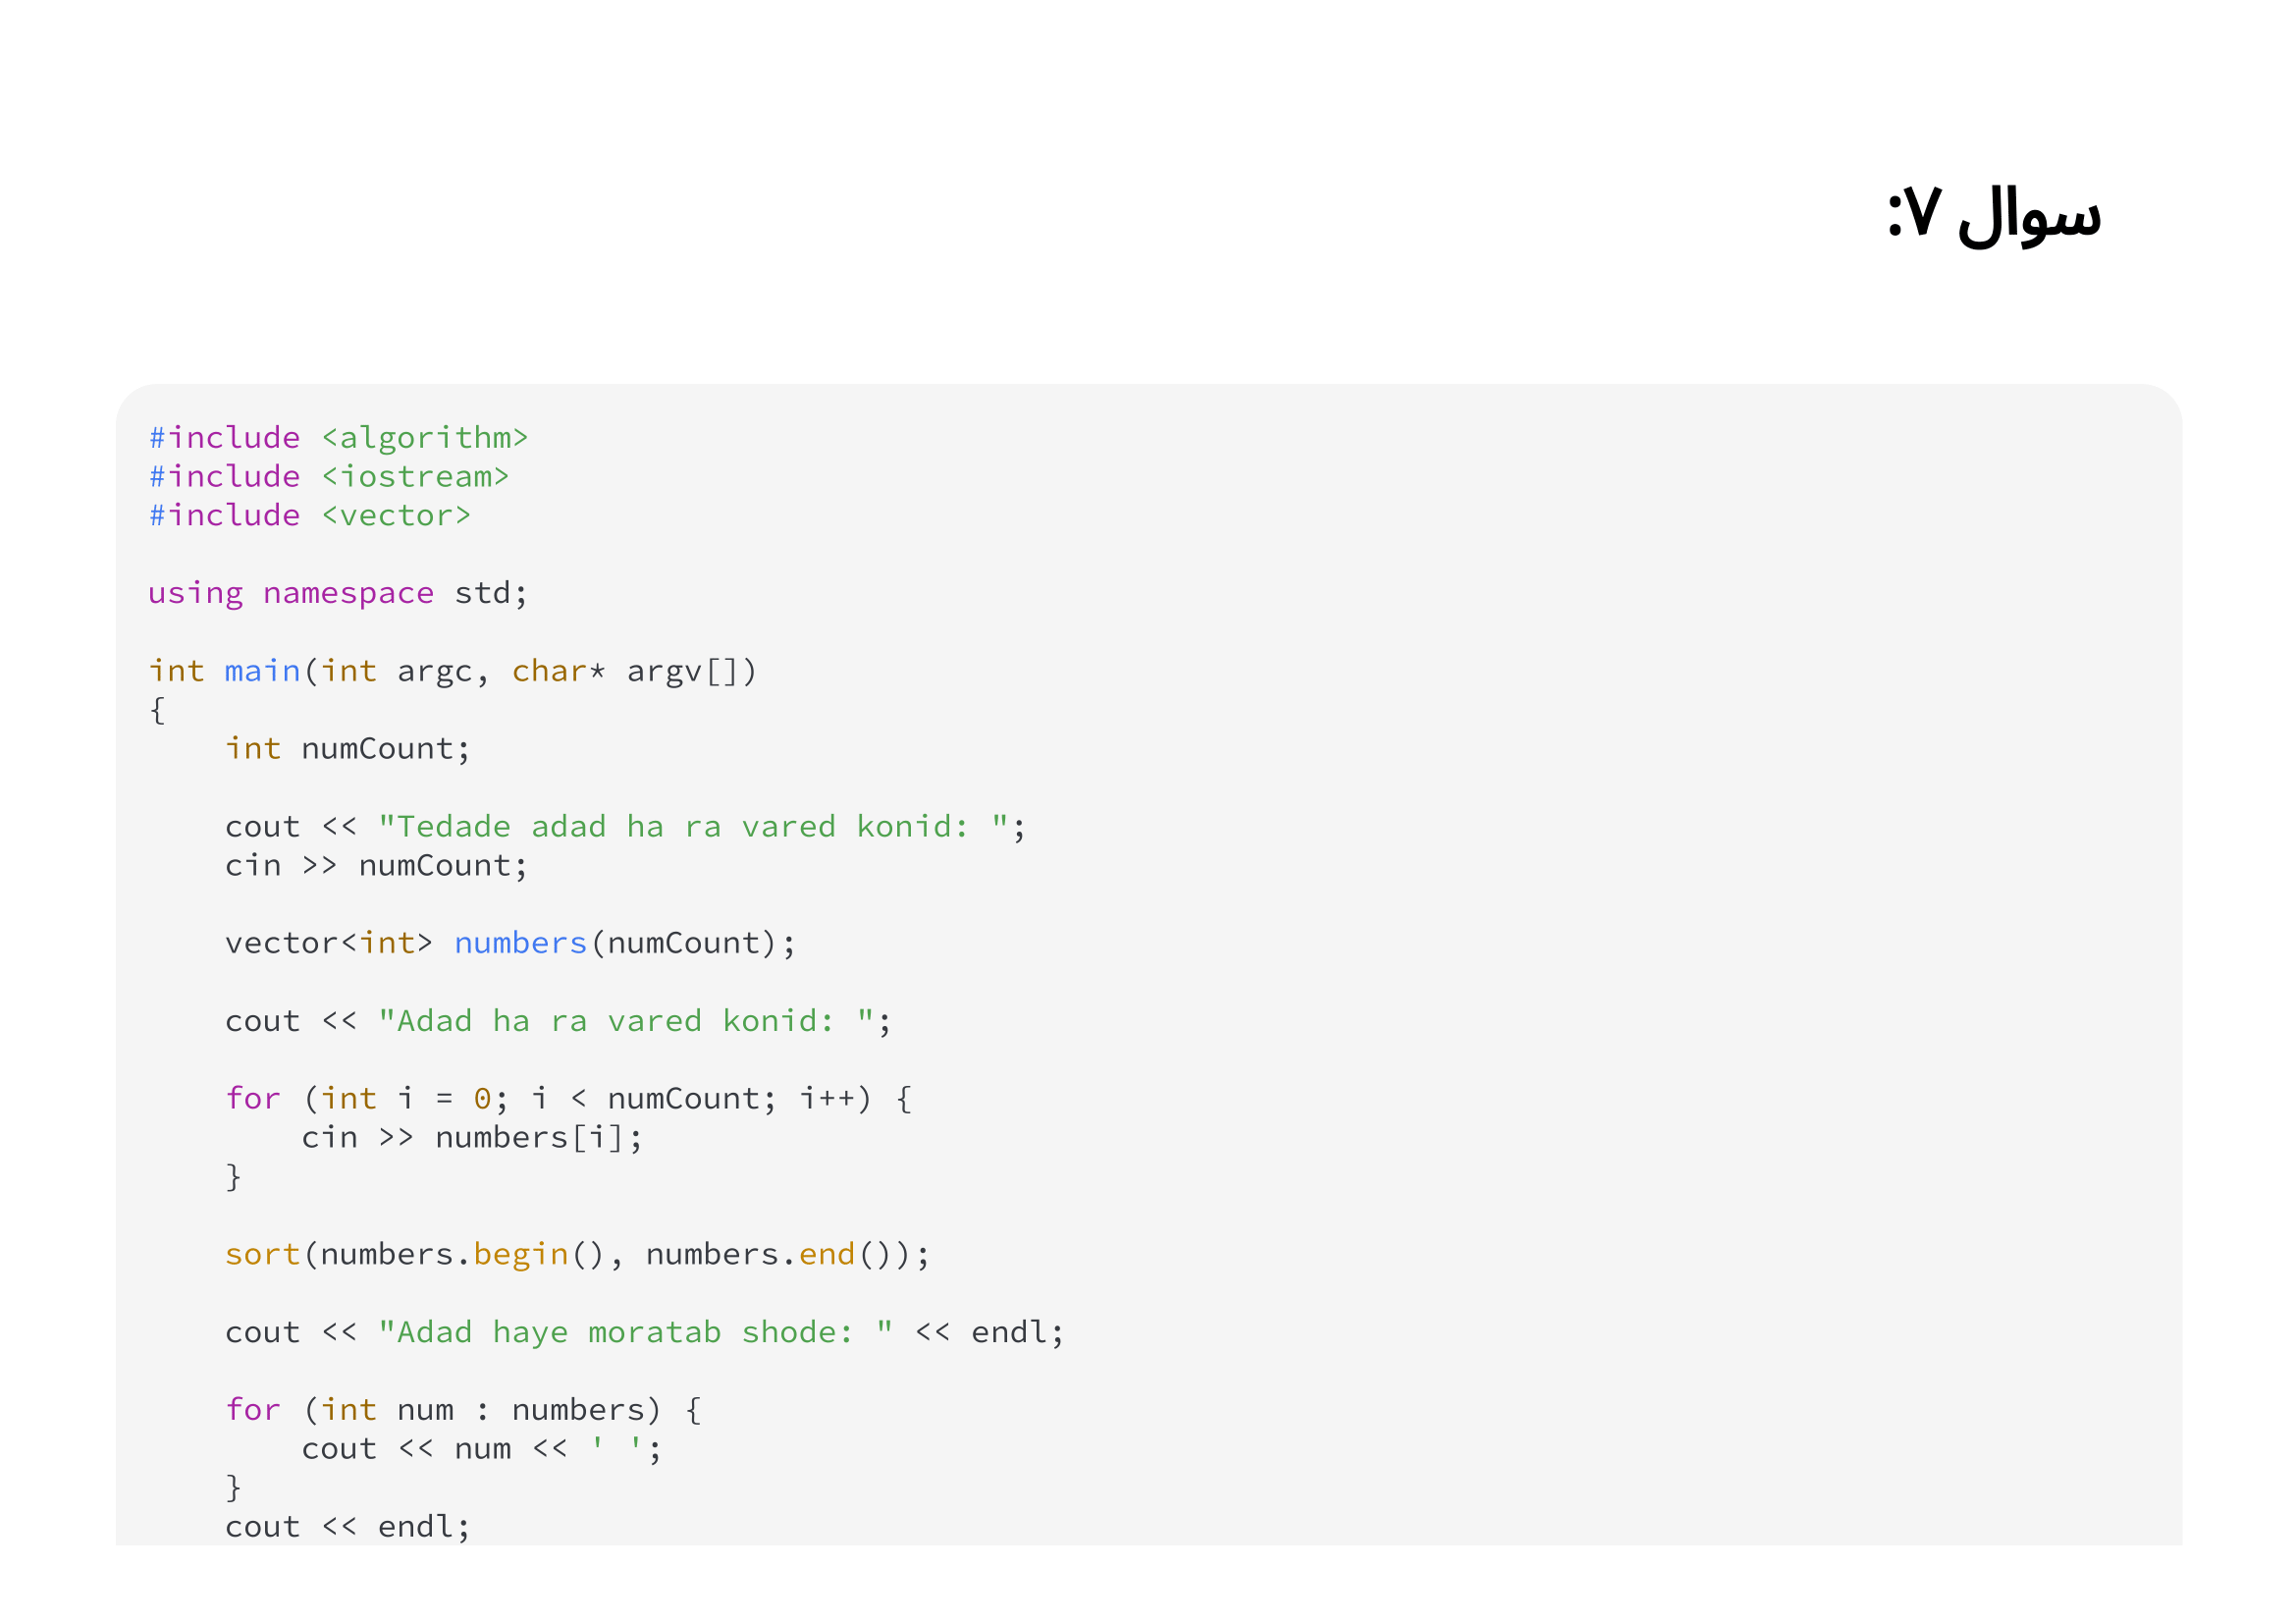 سوال ۷:
#include <algorithm>
#include <iostream>
#include <vector>
using namespace std;
int main(int argc, char* argv[])
{
    int numCount;
    cout << "Tedade adad ha ra vared konid: ";
    cin >> numCount;
    vector<int> numbers(numCount);
    cout << "Adad ha ra vared konid: ";
    for (int i = 0; i < numCount; i++) {
        cin >> numbers[i];
    }
    sort(numbers.begin(), numbers.end());
    cout << "Adad haye moratab shode: " << endl;
    for (int num : numbers) {
        cout << num << ' ';
    }
    cout << endl;